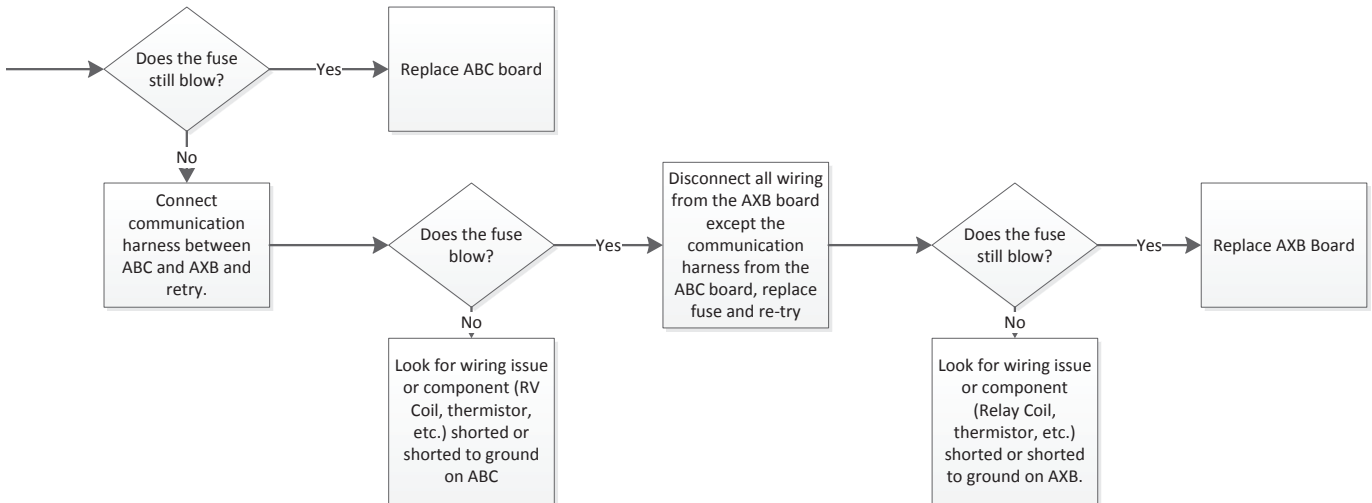 Does the fuse
still blow?
Yes
Replace ABC board
No
Connect
communication
harness between
ABC and AXB and
retry.
Does the fuse
blow?
Yes
Disconnect all wiring
from the AXB board
except the
communication
harness from the
ABC board, replace
fuse and re-try
Does the fuse
still blow?
Yes
Replace AXB Board
No
Look for wiring issue
or component (RV
Coil, thermistor,
etc.) shorted or
shorted to ground
on ABC
No
Look for wiring issue
or component
(Relay Coil,
thermistor, etc.)
shorted or shorted
to ground on AXB.